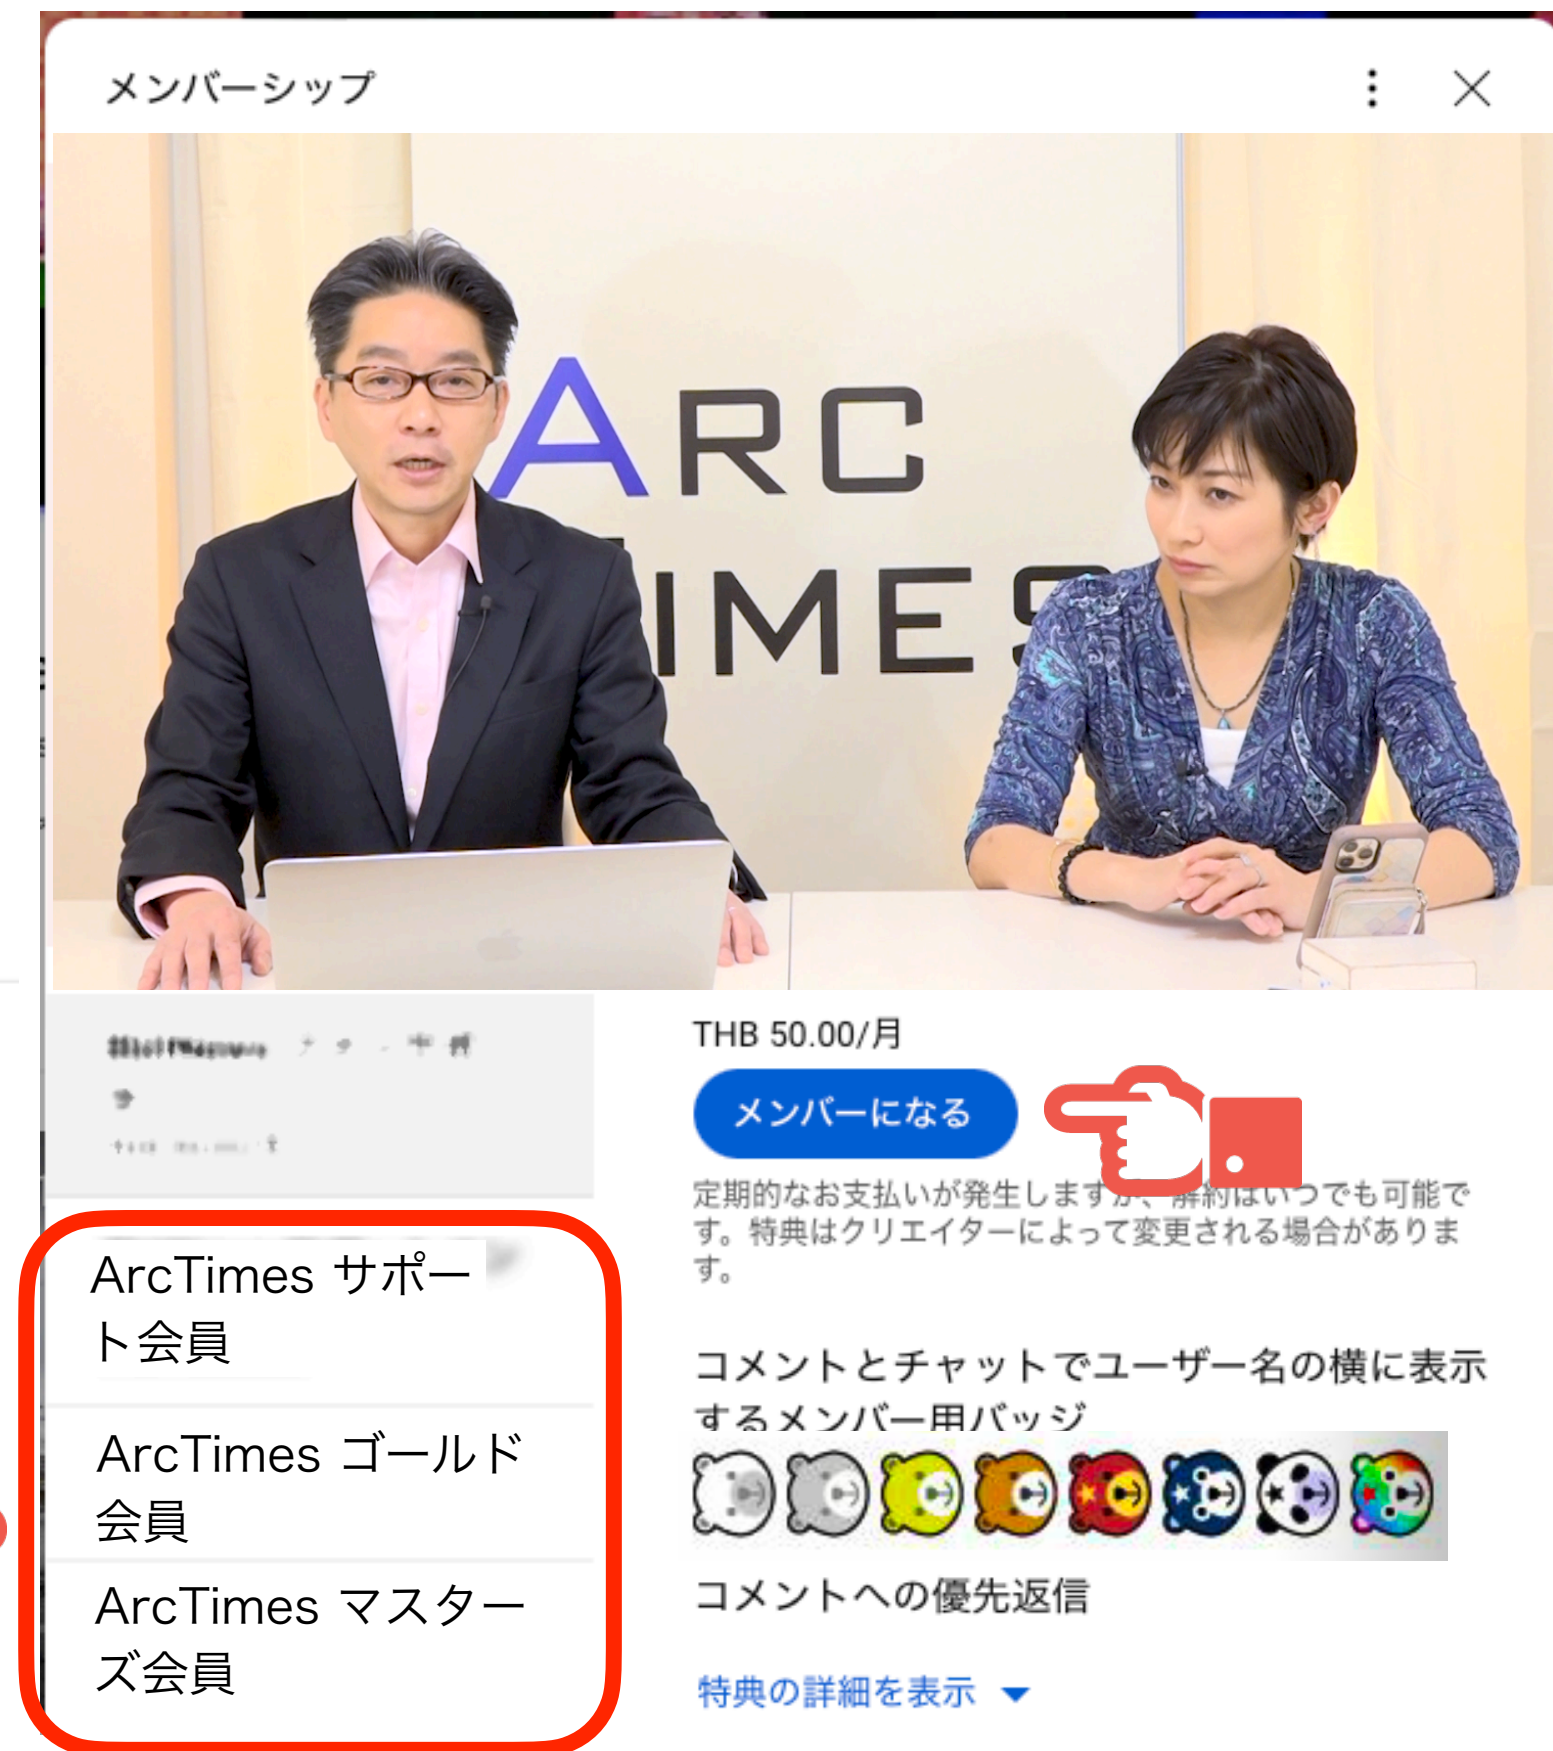 メンバーシップ
ARC
TIMES
THB 50.00/月
メンバーになる
定期的なお支払いが発生しますが、解約はいつでも可能で
す。特典はクリエイターによって変更される場合がありま
す。
ArcTimes サポー
ト会員
ArcTimes ゴールド
会員
ArcTimes マスター
ズ会員
コメントとチャットでユーザー名の横に表示
するメンバー用バッジ
コメントへの優先返信
特典の詳細を表示